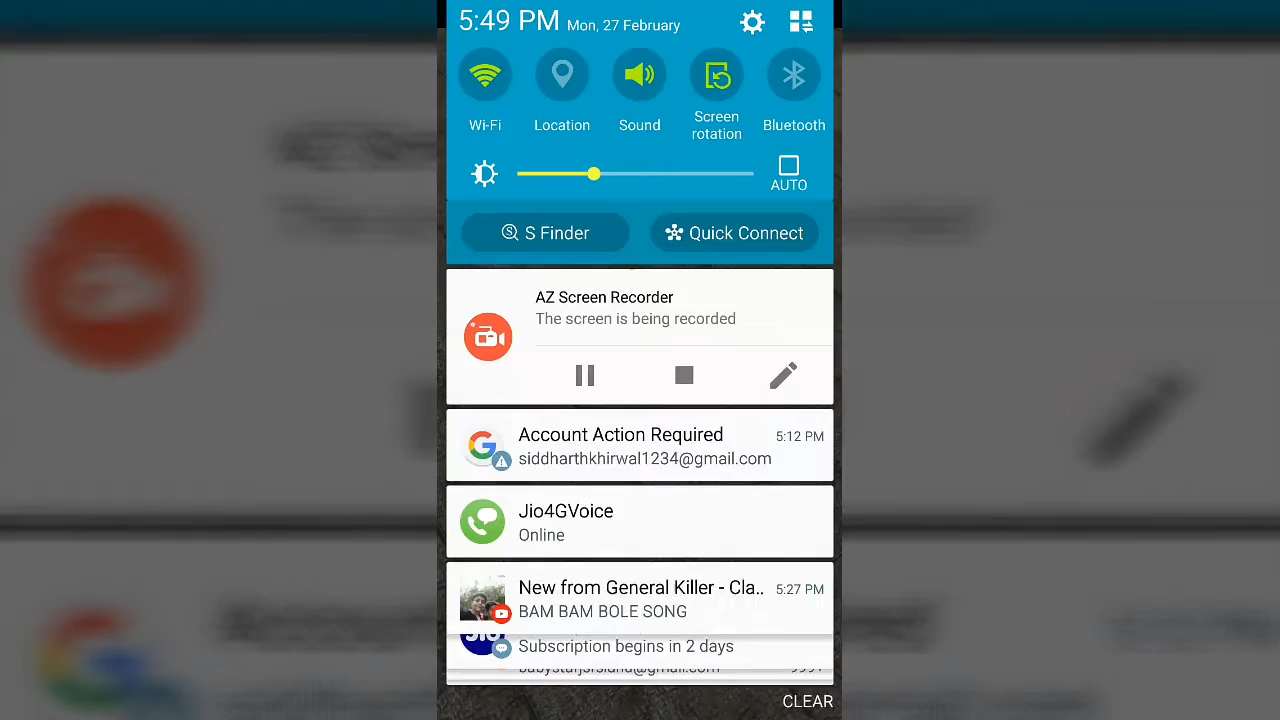 5:49 PM Mon, 27 February
Wi-Fi
Location
Sound
Screen
rotation
Bluetooth
AUTO
S Finder
Quick Connect
AZ Screen Recorder
The screen is being recorded
Account Action Required 5:12 PM
siddharthkhirwal1234@gmail.com
Jio4GVoice
Online
New from General Killer - Cla.. 5:27 PM
BAM BAM BOLE SONG
Subscription begins in 2 days
CLEAR